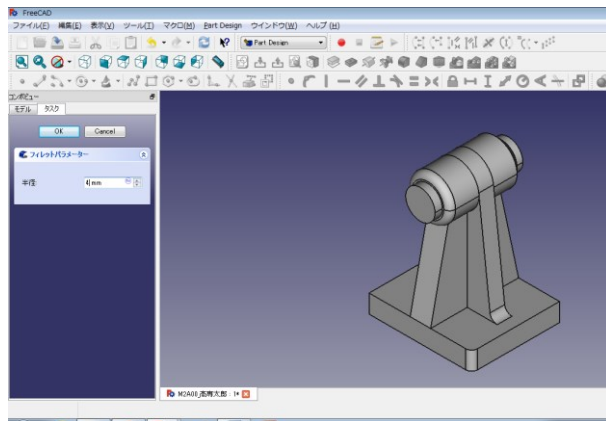 FreeCAD
ファイル(F) 編集(E) 表示(V) ツール(T) マクロ(M) Part Design ウインドウ(W) ヘルプ(H)
Part Design
コンボビュー
モデル タスク
OK Cancel
フィレットパラメーター
半径: 4 mm